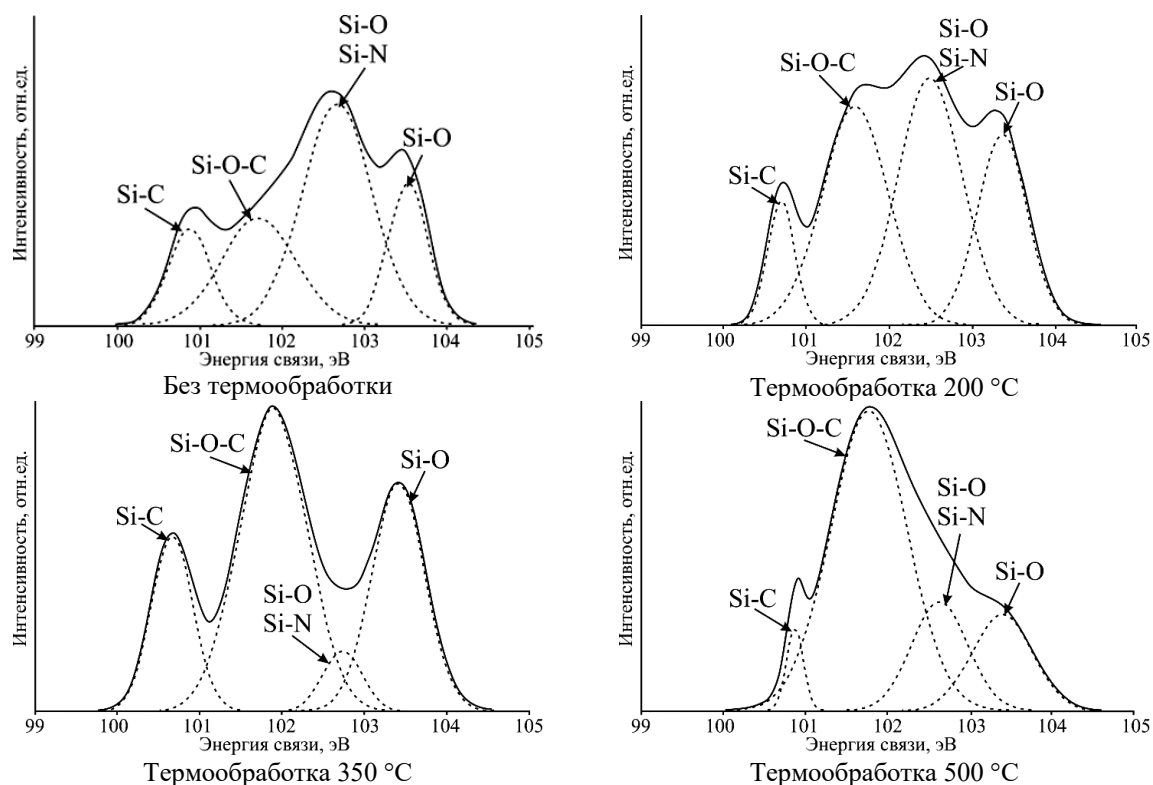 Интенсивность, отн.ед.
Si-C
Si-O-C
Si-O
Si-N
Si-O
99 100 101 102 103 104 105
Энергия связи, эВ
Без термообработки
Интенсивность, отн.ед.
Si-C
Si-O-C
Si-O
Si-N
Si-O
99 100 101 102 103 104 105
Энергия связи, эВ
Термообработка 200 °C
Интенсивность, отн.ед.
Si-C
Si-O-C
Si-O
Si-N
Si-O
99 100 101 102 103 104 105
Энергия связи, эВ
Термообработка 350 °C
Интенсивность, отн.ед.
Si-C
Si-O-C
Si-O
Si-N
Si-O
99 100 101 102 103 104 105
Энергия связи, эВ
Термообработка 500 °C